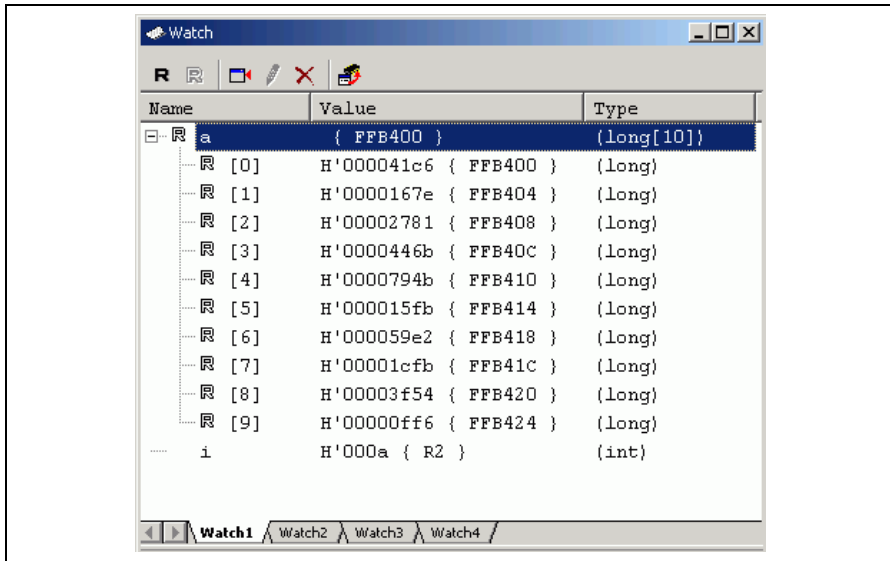 Watch
R R
Name Value Type
R a { FFB400 } (long[10])
R [0] H'000041c6 { FFB400 } (long)
R [1] H'0000167e { FFB404 } (long)
R [2] H'00002781 { FFB408 } (long)
R [3] H'0000446b { FFB40C } (long)
R [4] H'0000794b { FFB410 } (long)
R [5] H'000015fb { FFB414 } (long)
R [6] H'000059e2 { FFB418 } (long)
R [7] H'00001cfb { FFB41C } (long)
R [8] H'00003f54 { FFB420 } (long)
R [9] H'00000ff6 { FFB424 } (long)
i H'000a { R2 } (int)
Watch1 Watch2 Watch3 Watch4